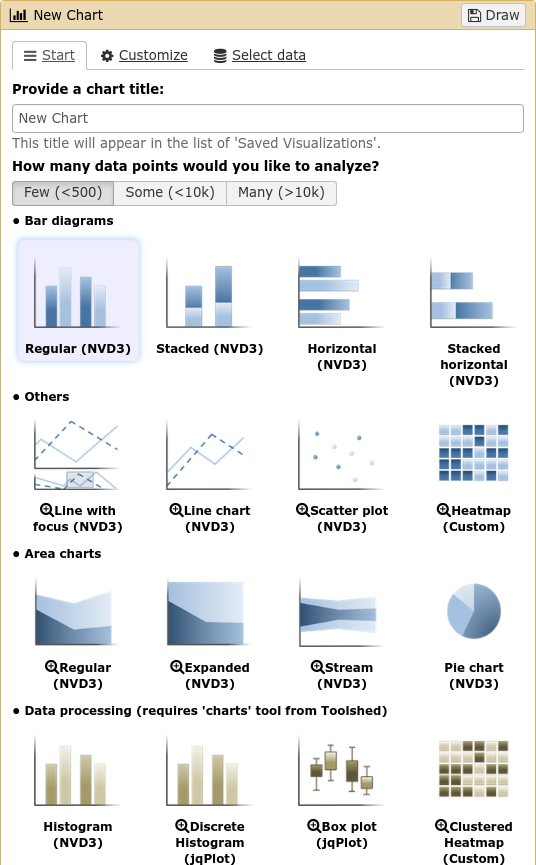 New Chart
Draw
Start Customize Select data
Provide a chart title:
New Chart
This title will appear in the list of 'Saved Visualizations'.
How many data points would you like to analyze?
Few (<500) Some (<10k) Many (>10k)
• Bar diagrams
Regular (NVD3)
Stacked (NVD3)
Horizontal
(NVD3)
Stacked
horizontal
(NVD3)
• Others
Line with
focus (NVD3)
Line chart
(NVD3)
Scatter plot
(NVD3)
Heatmap
(Custom)
• Area charts
Regular
(NVD3)
Expanded
(NVD3)
Stream
(NVD3)
Pie chart
(NVD3)
• Data processing (requires 'charts' tool from Toolshed)
Histogram
(NVD3)
Discrete
Histogram
(jqPlot)
Box plot
(jqPlot)
Clustered
Heatmap
(Custom)